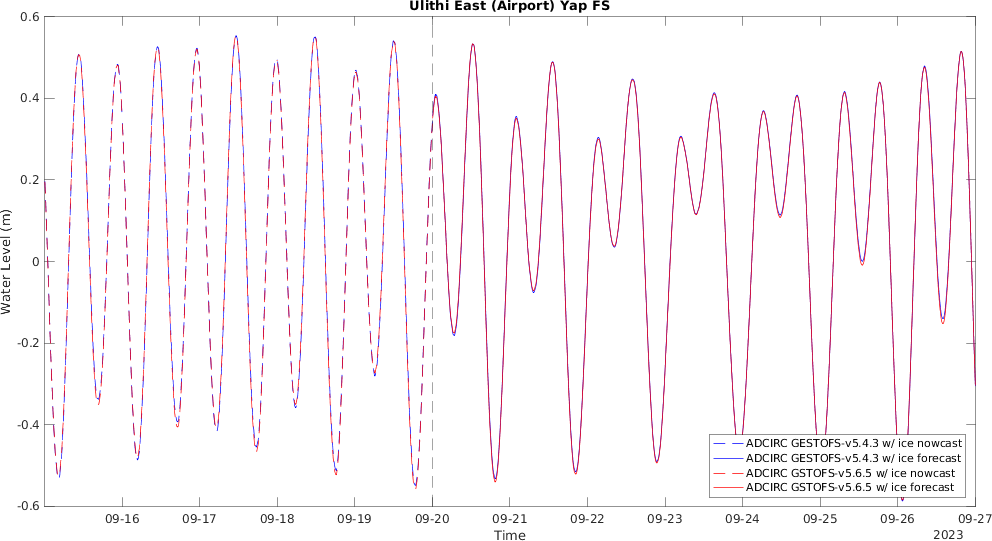 Ulithi East (Airport) Yap FS
0.6
0.4
0.2
0
-0.2
-0.4
-0.6
Water Level (m)
ADCIRC GESTOFS-v5.4.3 w/ ice nowcast
ADCIRC GESTOFS-v5.4.3 w/ ice forecast
ADCIRC GSTOFS-v5.6.5 w/ ice nowcast
ADCIRC GSTOFS-v5.6.5 w/ ice forecast
09-16 09-17 09-18 09-19 09-20 09-21 09-22 09-23 09-24 09-25 09-26 09-27
Time
2023